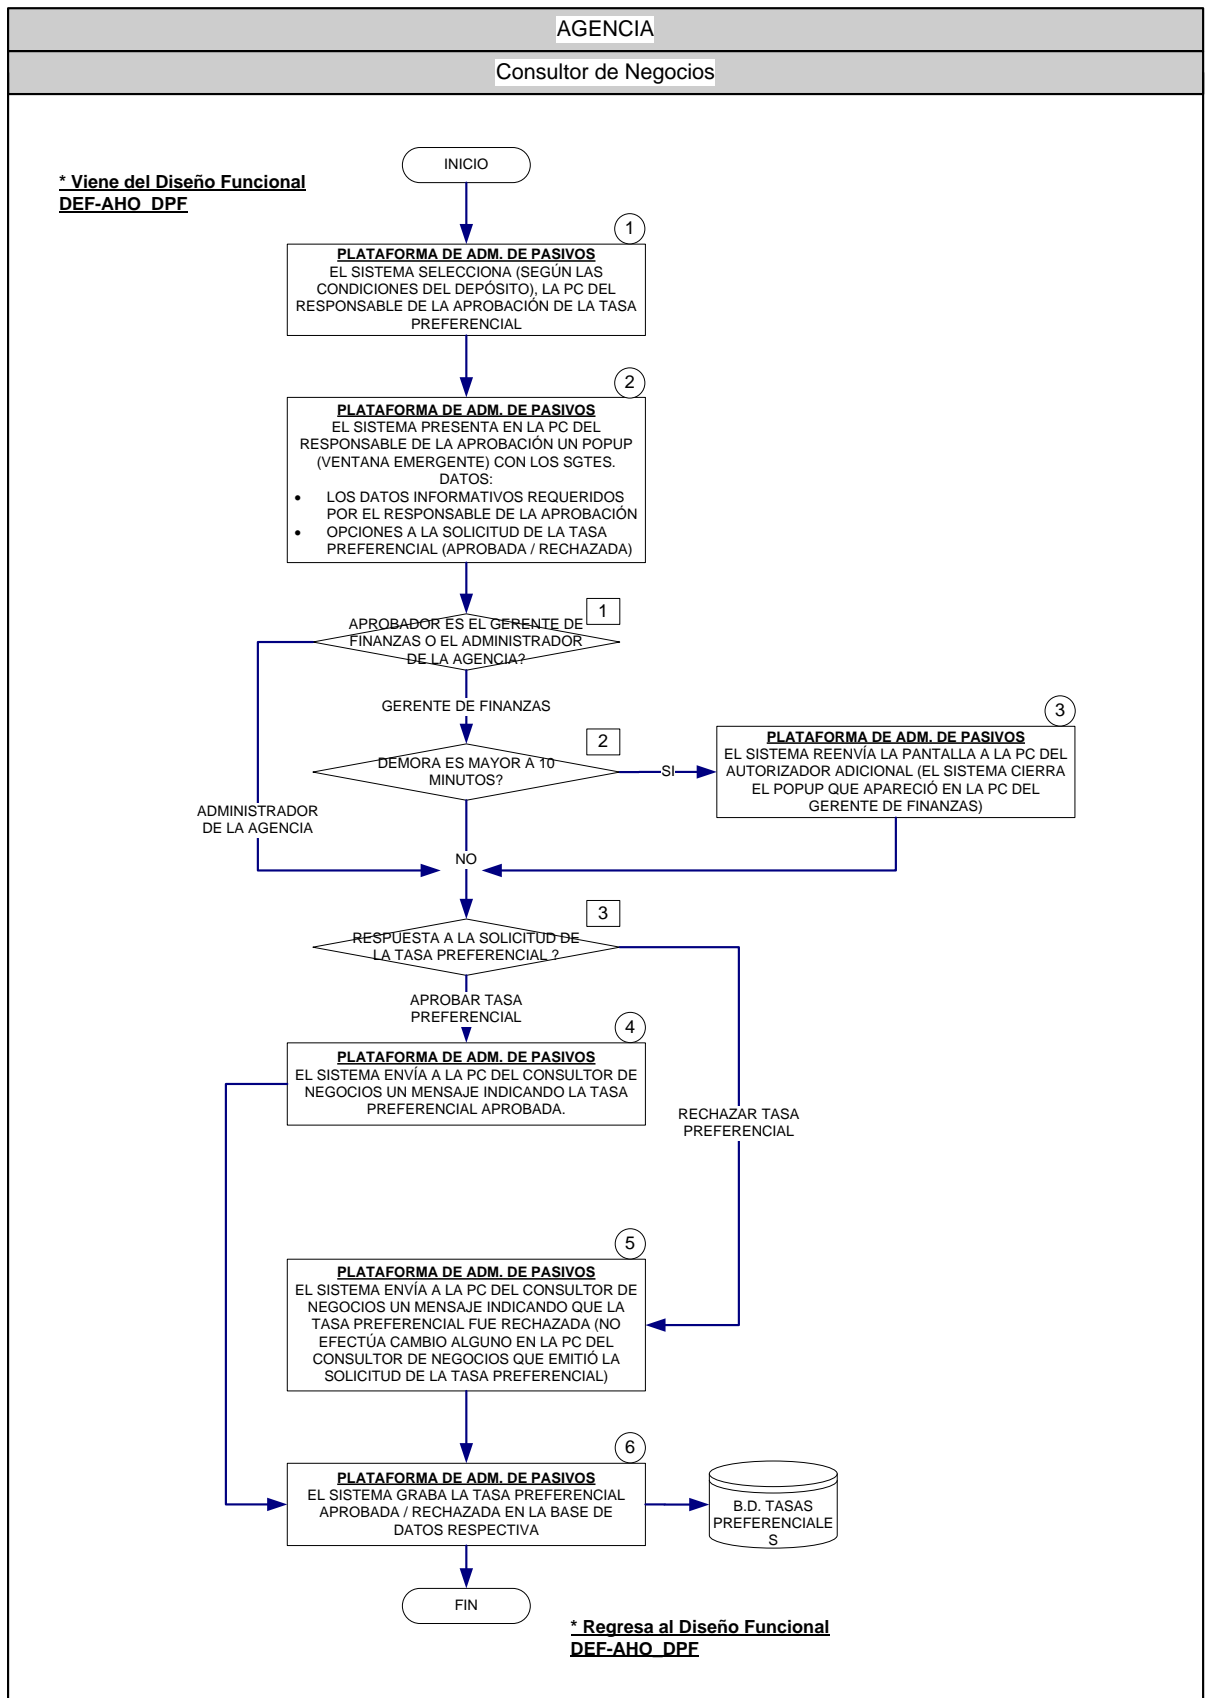 AGENCIA
Consultor de Negocios
INICIO
* Viene del Diseño Funcional
DEF-AHO_DPF
1
PLATAFORMA DE ADM. DE PASIVOS
EL SISTEMA SELECCIONA (SEGÚN LAS
CONDICIONES DEL DEPÓSITO), LA PC DEL
RESPONSABLE DE LA APROBACIÓN DE LA TASA
PREFERENCIAL
2
PLATAFORMA DE ADM. DE PASIVOS
EL SISTEMA PRESENTA EN LA PC DEL
RESPONSABLE DE LA APROBACIÓN UN POPUP
(VENTANA EMERGENTE) CON LOS SGTES.
DATOS:
• LOS DATOS INFORMATIVOS REQUERIDOS
POR EL RESPONSABLE DE LA APROBACIÓN
• OPCIONES A LA SOLICITUD DE LA TASA
PREFERENCIAL (APROBADA / RECHAZADA)
1
APROBADOR ES EL GERENTE DE
FINANZAS O EL ADMINISTRADOR
DE LA AGENCIA?
GERENTE DE FINANZAS
2
DEMORA ES MAYOR A 10
MINUTOS?
SI
3
PLATAFORMA DE ADM. DE PASIVOS
EL SISTEMA REENVÍA LA PANTALLA A LA PC DEL
AUTORIZADOR ADICIONAL (EL SISTEMA CIERRA
EL POPUP QUE APARECIÓ EN LA PC DEL
GERENTE DE FINANZAS)
ADMINISTRADOR
DE LA AGENCIA
NO
3
RESPUESTA A LA SOLICITUD DE
LA TASA PREFERENCIAL ?
APROBAR TASA
PREFERENCIAL
4
PLATAFORMA DE ADM. DE PASIVOS
EL SISTEMA ENVÍA A LA PC DEL CONSULTOR DE
NEGOCIOS UN MENSAJE INDICANDO LA TASA
PREFERENCIAL APROBADA.
RECHAZAR TASA
PREFERENCIAL
5
PLATAFORMA DE ADM. DE PASIVOS
EL SISTEMA ENVÍA A LA PC DEL CONSULTOR DE
NEGOCIOS UN MENSAJE INDICANDO QUE LA
TASA PREFERENCIAL FUE RECHAZADA (NO
EFECTÚA CAMBIO ALGUNO EN LA PC DEL
CONSULTOR DE NEGOCIOS QUE EMITIÓ LA
SOLICITUD DE LA TASA PREFERENCIAL)
6
PLATAFORMA DE ADM. DE PASIVOS
EL SISTEMA GRABA LA TASA PREFERENCIAL
APROBADA / RECHAZADA EN LA BASE DE
DATOS RESPECTIVA
B.D. TASAS
PREFERENCIALE
S
FIN
* Regresa al Diseño Funcional
DEF-AHO_DPF